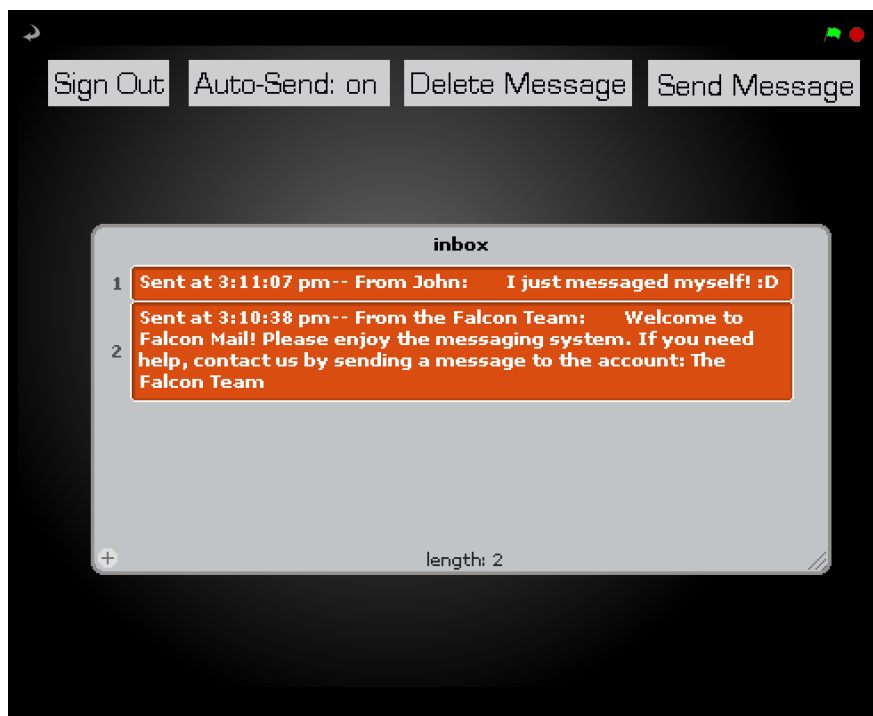 Sign Out Auto-Send: on Delete Message Send Message
inbox
1 Sent at 3:11:07 pm-- From John: I just messaged myself! :D
Sent at 3:10:38 pm-- From the Falcon Team: Welcome to
Falcon Mail! Please enjoy the messaging system. If you need
2 help, contact us by sending a message to the account: The
Falcon Team
+ length: 2